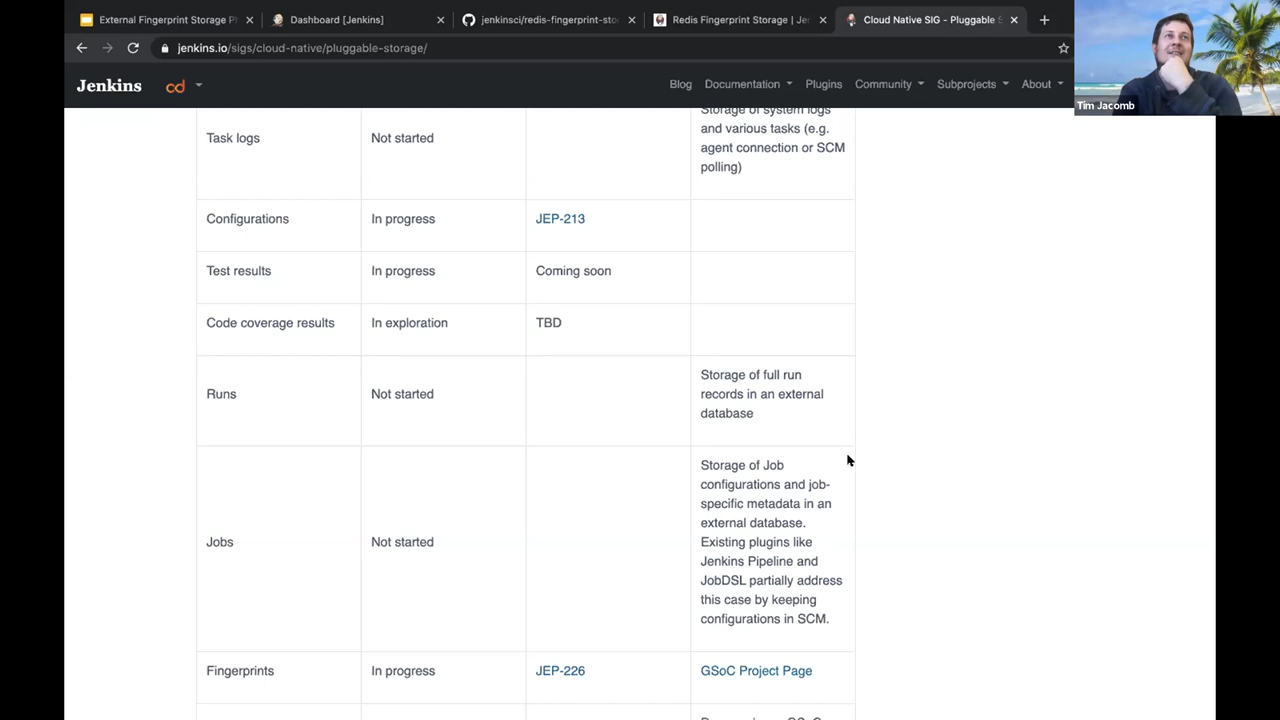 External Fingerprint Storage Pl
Dashboard [Jenkins]
jenkinsci/redis-fingerprint-sto
Redis Fingerprint Storage | Jen
Cloud Native SIG - Pluggable S
jenkins.io/sigs/cloud-native/pluggable-storage/
Jenkins
cd
Blog
Documentation
Plugins
Community
Subprojects
About
Tim Jacomb
Task logs
Not started
Storage of system logs
and various tasks (e.g.
agent connection or SCM
polling)
Configurations
In progress
JEP-213
Test results
In progress
Coming soon
Code coverage results
In exploration
TBD
Runs
Not started
Storage of full run
records in an external
database
Jobs
Not started
Storage of Job
configurations and job-
specific metadata in an
external database.
Existing plugins like
Jenkins Pipeline and
JobDSL partially address
this case by keeping
configurations in SCM.
Fingerprints
In progress
JEP-226
GSoC Project Page